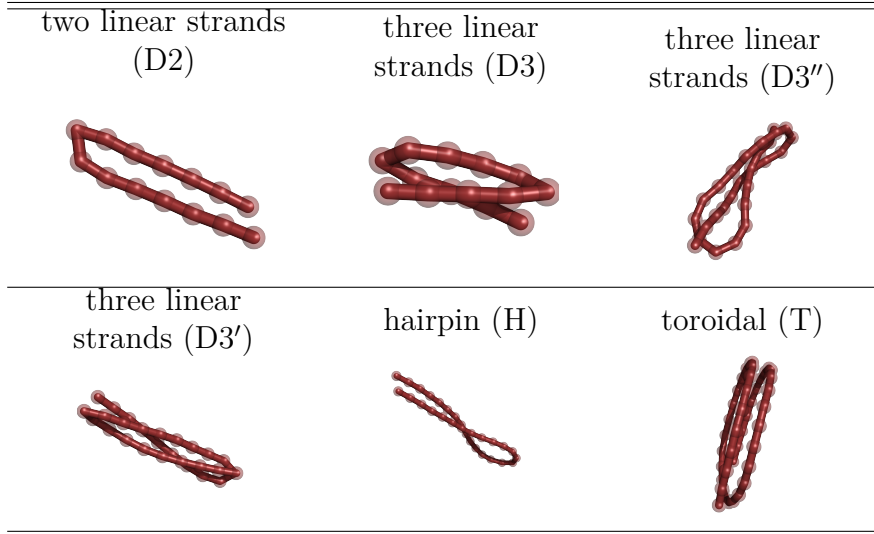 two linear strands
(D2)
three linear
strands (D3)
three linear
strands (D3″)
three linear
strands (D3′)
hairpin (H)
toroidal (T)